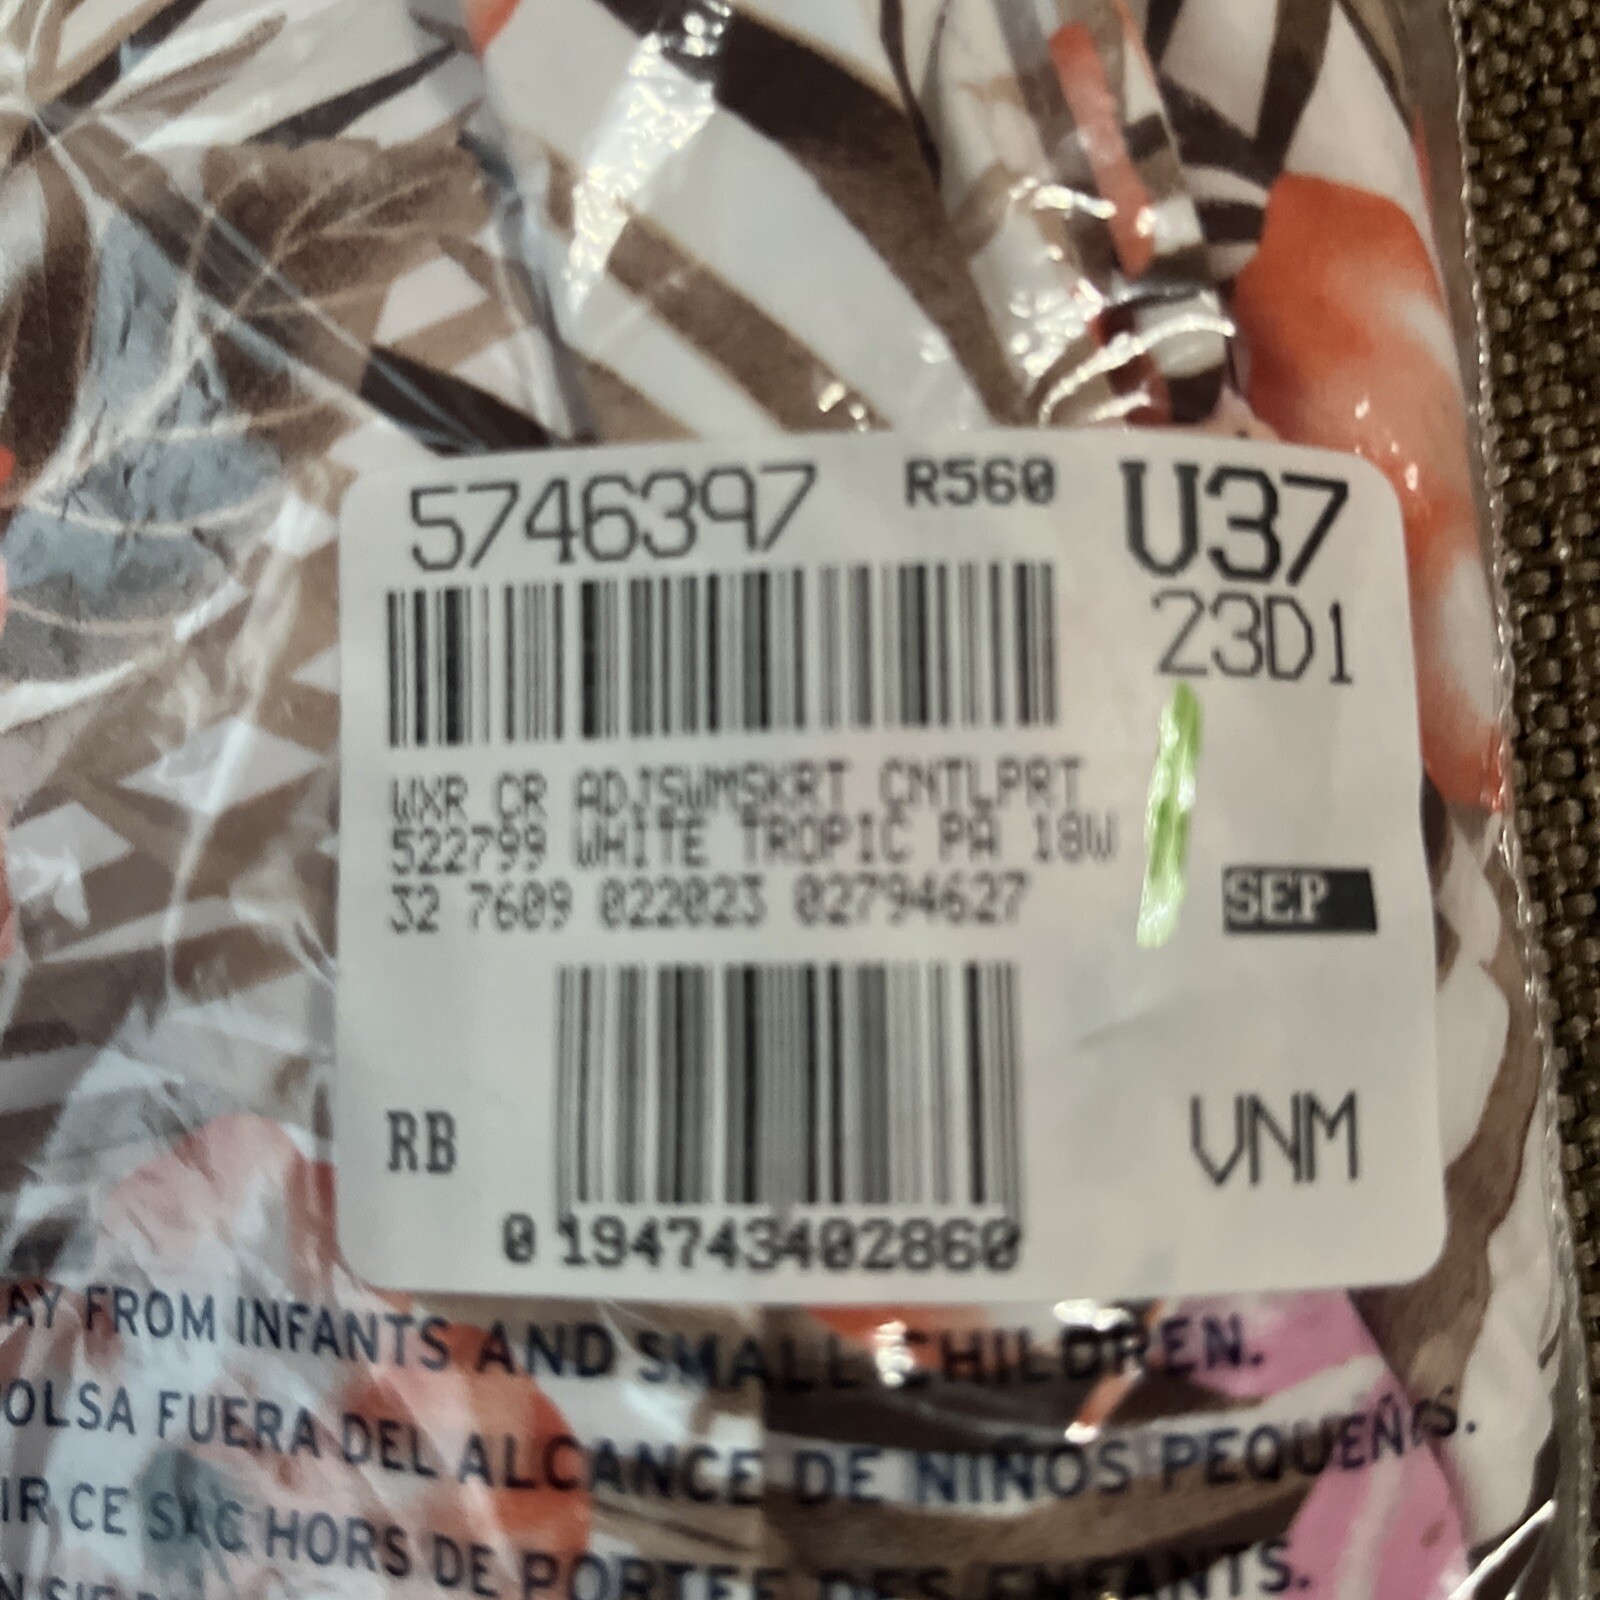 5746397 R560 U37
23D1
WXR CR ADJSWMSKRT CNTLPRT
522799 WHITE TROPIC PA 18W
32 7609 022023 02794627
SEP
RB
VNM
0 194743402860
AY FROM INFANTS AND SMALL CHILDREN.
OLSA FUERA DEL ALCANCE DE NIÑOS PEQUEÑOS.
IR CE SAC HORS DE PORTEE DES ENFANTS.